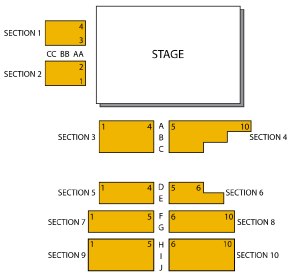 SECTION 1 4
3
STAGE
CC BB AA
SECTION 2 2
1
SECTION 3 1 4 A 5 10 SECTION 4
B
C
SECTION 5 1 4 D 5 6 SECTION 6
E
SECTION 7 1 5 F 6 10 SECTION 8
G
SECTION 9 1 5 H 6 10 SECTION 10
I
J